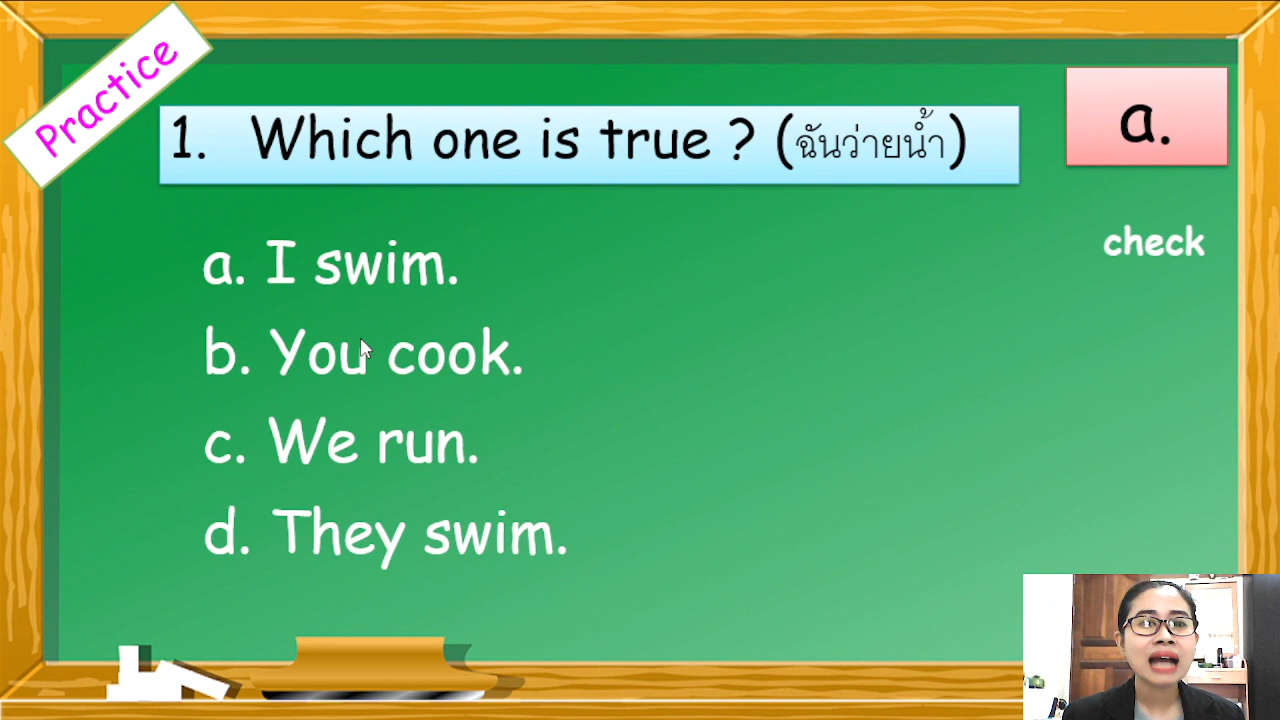 Practice
1. Which one is true ? (ฉันว่ายน้ำ)
a.
check
a. I swim.
b. You cook.
c. We run.
d. They swim.